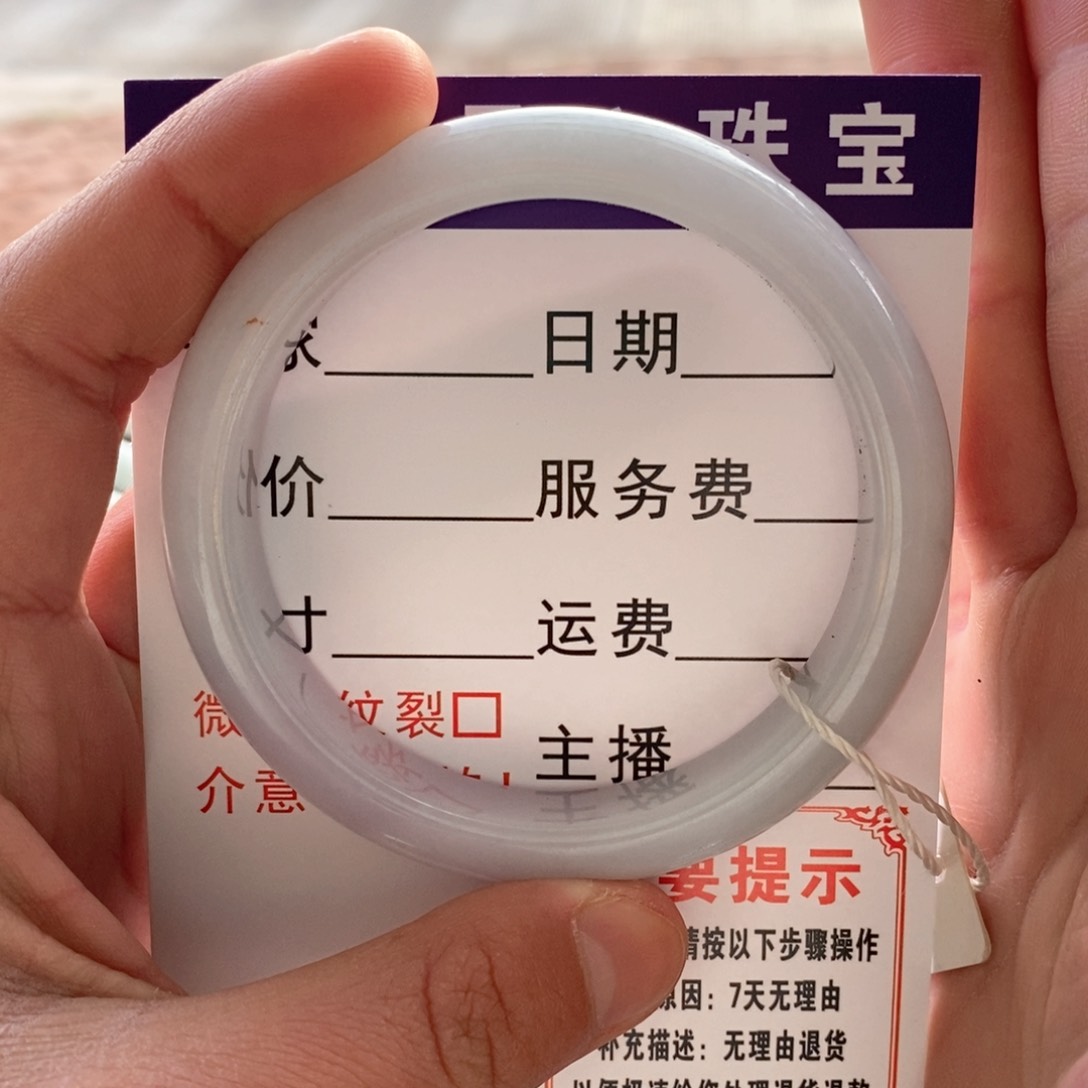 珠宝
日期
价 服务费
寸 运费
微 纹裂□
主播
介意
要提示
请按以下步骤操作
原因：7天无理由
补充描述：无理由退货